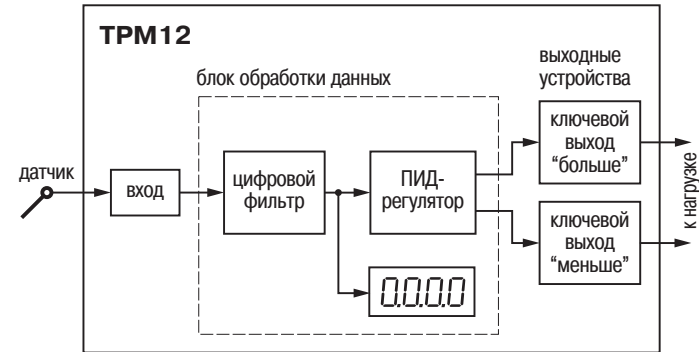 ТРМ12
выходные
устройства
блок обработки данных
ключевой
выход
“больше”
датчик
вход
цифровой
фильтр
ПИД-
регулятор
к нагрузке
ключевой
выход
“меньше”
0.0.0.0